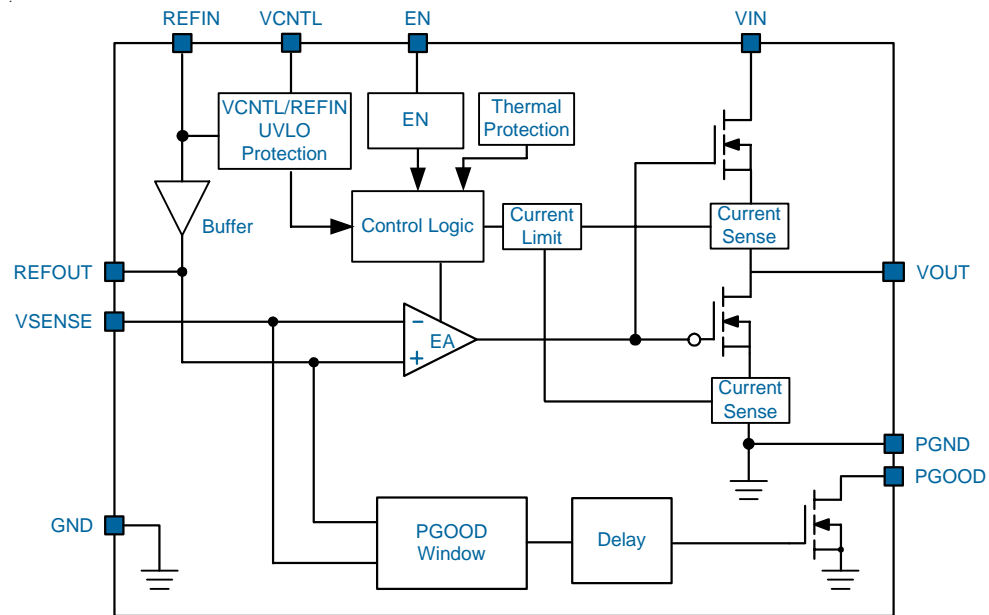 REFIN
VCNTL
EN
VIN
VCNTL/REFIN
UVLO
Protection
EN
Thermal
Protection
Buffer
Control Logic
Current
Limit
Current
Sense
REFOUT
VOUT
VSENSE
−
EA
+
Current
Sense
PGND
PGOOD
GND
PGOOD
Window
Delay